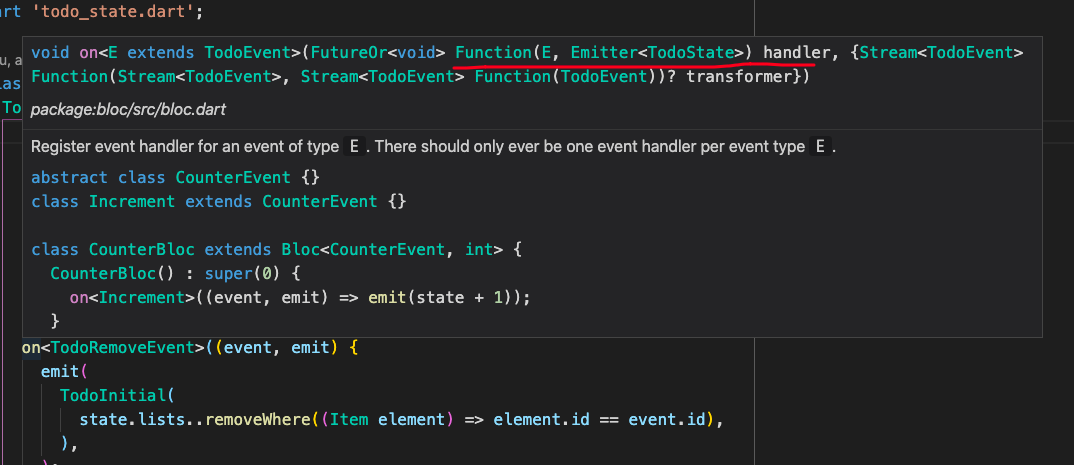 art 'todo_state.dart';
void on<E extends TodoEvent>(FutureOr<void> Function(E, Emitter<TodoState>) handler, {Stream<TodoEvent>
u, a
Function(Stream<TodoEvent>, Stream<TodoEvent> Function(TodoEvent))? transformer})
las
To
package:bloc/src/bloc.dart
Register event handler for an event of type E. There should only ever be one event handler per event type E.
abstract class CounterEvent {}
class Increment extends CounterEvent {}
class CounterBloc extends Bloc<CounterEvent, int> {
CounterBloc() : super(0) {
on<Increment>((event, emit) => emit(state + 1));
}
on<TodoRemoveEvent>((event, emit) {
emit(
TodoInitial(
state.lists..removeWhere((Item element) => element.id == event.id),
),